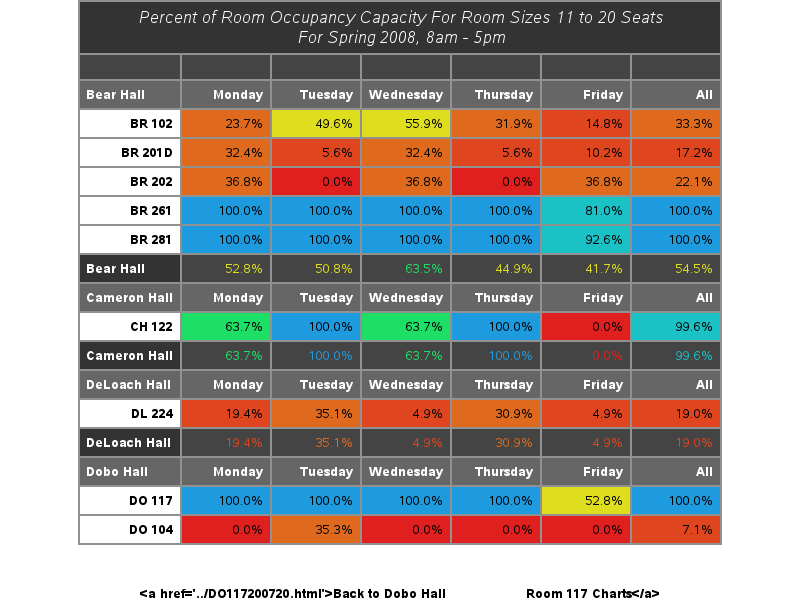 Percent of Room Occupancy Capacity For Room Sizes 11 to 20 Seats
For Spring 2008, 8am - 5pm
Bear Hall Monday Tuesday Wednesday Thursday Friday All
BR 102 23.7% 49.6% 55.9% 31.9% 14.8% 33.3%
BR 201D 32.4% 5.6% 32.4% 5.6% 10.2% 17.2%
BR 202 36.8% 0.0% 36.8% 0.0% 36.8% 22.1%
BR 261 100.0% 100.0% 100.0% 100.0% 81.0% 100.0%
BR 281 100.0% 100.0% 100.0% 100.0% 92.6% 100.0%
Bear Hall 52.8% 50.8% 63.5% 44.9% 41.7% 54.5%
Cameron Hall Monday Tuesday Wednesday Thursday Friday All
CH 122 63.7% 100.0% 63.7% 100.0% 0.0% 99.6%
Cameron Hall 63.7% 100.0% 63.7% 100.0% 0.0% 99.6%
DeLoach Hall Monday Tuesday Wednesday Thursday Friday All
DL 224 19.4% 35.1% 4.9% 30.9% 4.9% 19.0%
DeLoach Hall 19.4% 35.1% 4.9% 30.9% 4.9% 19.0%
Dobo Hall Monday Tuesday Wednesday Thursday Friday All
DO 117 100.0% 100.0% 100.0% 100.0% 52.8% 100.0%
DO 104 0.0% 35.3% 0.0% 0.0% 0.0% 7.1%
<a href='../DO117200720.html'>Back to Dobo Hall Room 117 Charts</a>